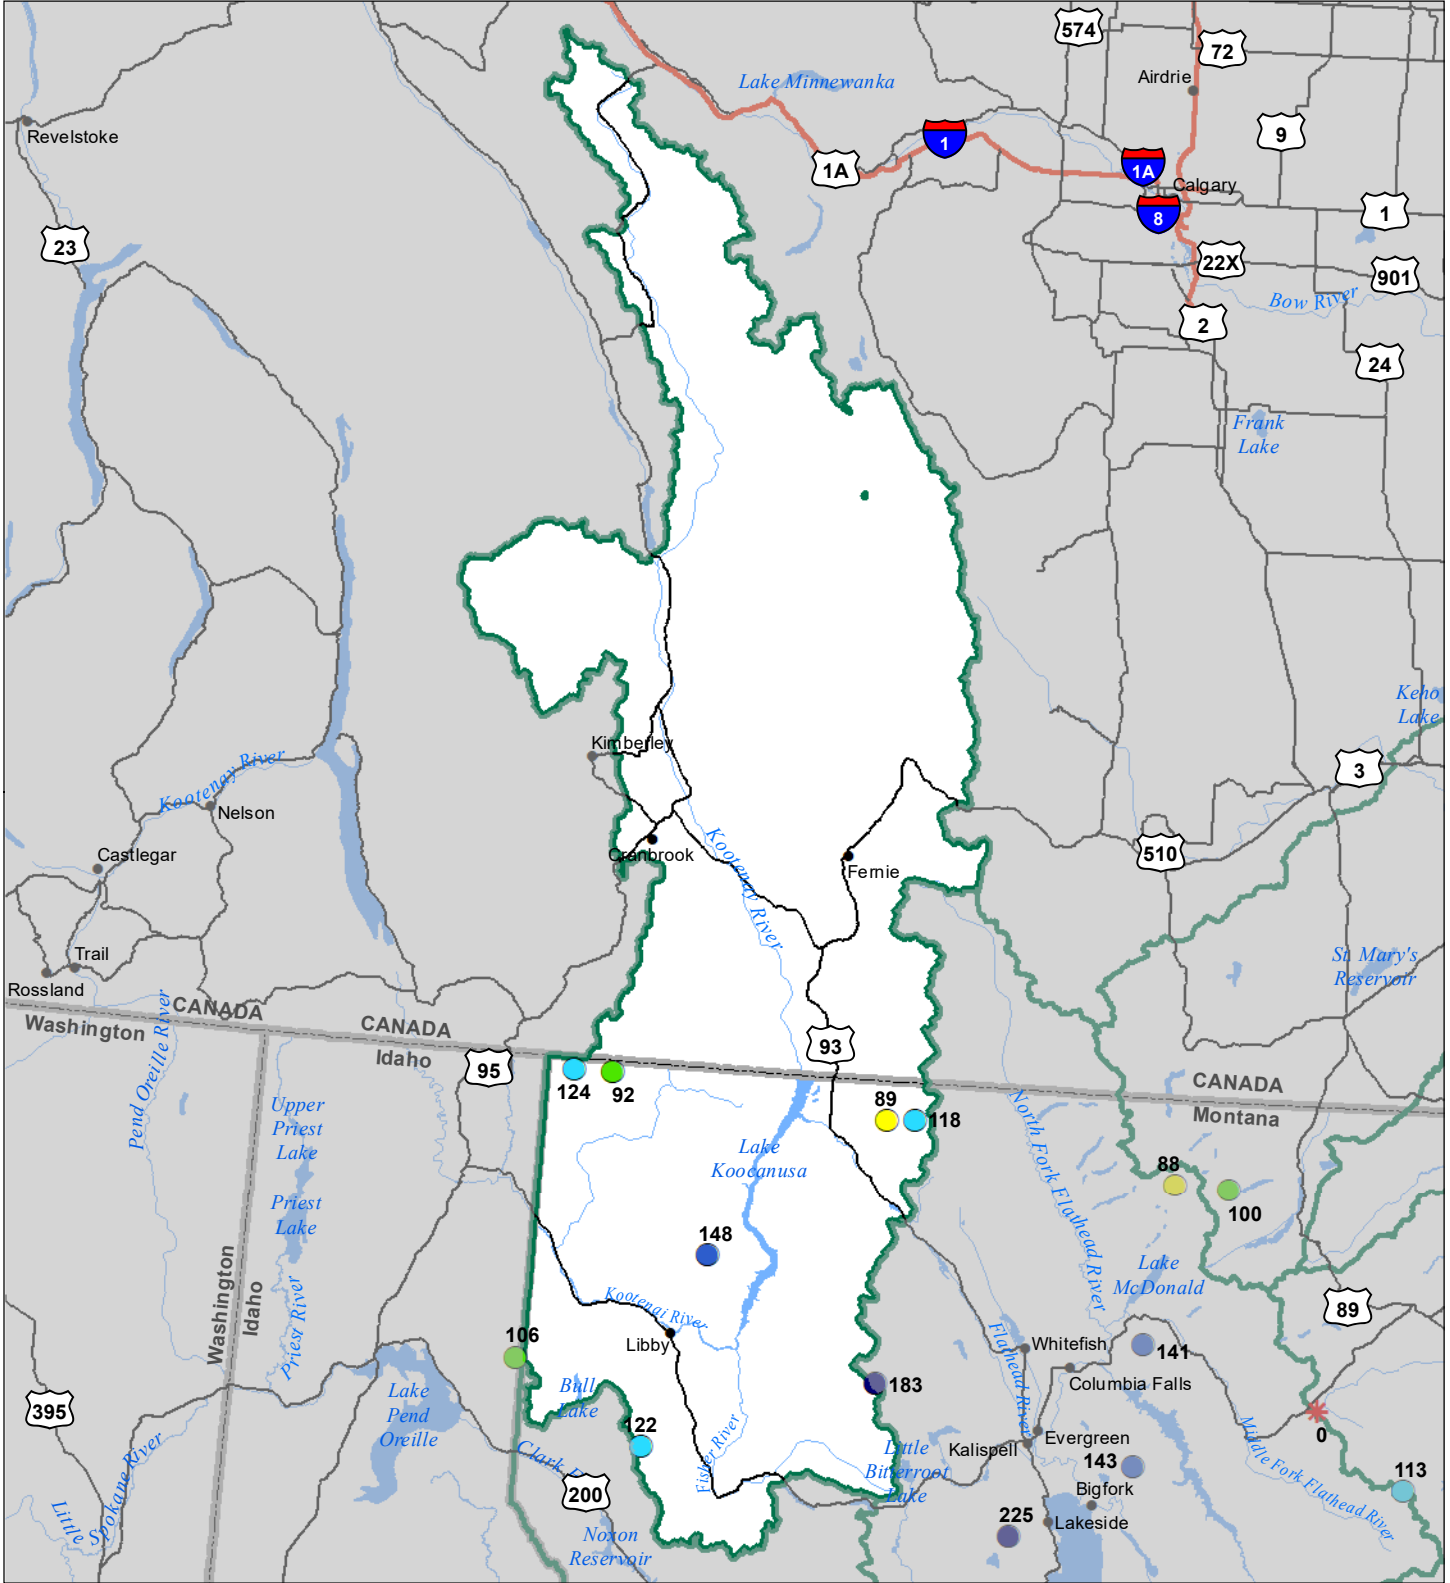 574
72
Airdrie
Lake Minnewanka
Revelstoke
9
1
1A
1A
Calgary
8
1
23
22X
901
Bow River
2
24
Frank
Lake
Keho
Lake
Kimberley
Kootenay River
3
Nelson
Castlegar
Cranbrook
Kootenay River
Fernie
510
Trail
Rossland
St. Mary's
Reservoir
CANADA
Washington
CANADA
Idaho
Pend Oreille River
95
93
CANADA
Montana
124
92
89
118
Upper
Priest
Lake
Lake
Koocanusa
North Fork Flathead River
88
100
Priest
Lake
148
Washington
Idaho
Priest River
Lake
McDonald
Kootenai River
Libby
89
106
Flathead River
Whitefish
141
Columbia Falls
183
395
Lake
Pend
Oreille
Bull
Lake
122
Clark
Fisher River
Little
Bitterroot
Lake
Kalispell
Evergreen
0
Middle Fork Flathead River
143
Bigfork
113
200
225
Lakeside
Little
Spokane River
Noxon
Reservoir